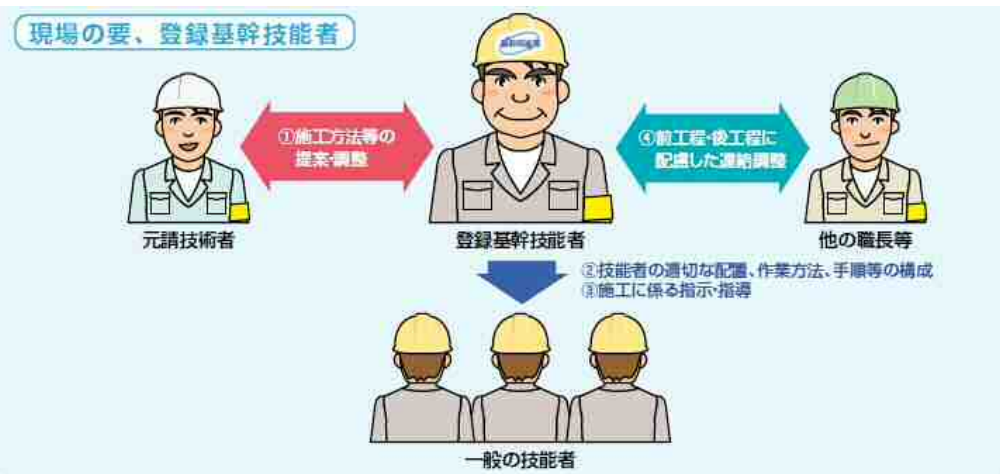 現場の要、登録基幹技能者
①施工方法等の
提案・調整
④前工程・後工程に
配慮した連絡調整
元請技術者
登録基幹技能者
他の職長等
②技能者の適切な配置、作業方法、手順等の構成
③施工に係る指示・指導
一般の技能者